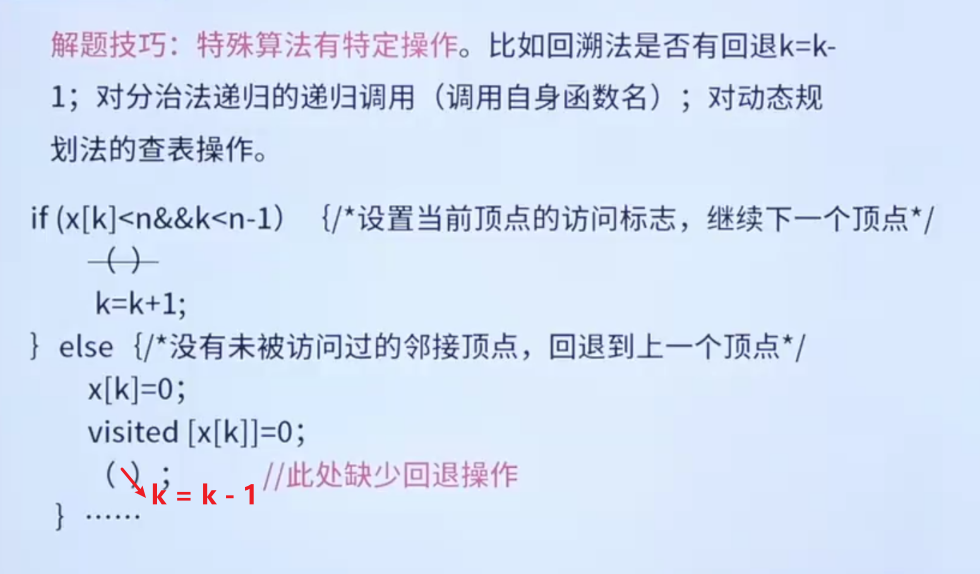 解题技巧：特殊算法有特定操作。比如回溯法是否有回退k=k-
1；对分治法递归的递归调用（调用自身函数名）；对动态规
划法的查表操作。
if (x[k]<n&&k<n-1） {/*设置当前顶点的访问标志，继续下一个顶点*/
（ ）
k=k+1;
} else {/*没有未被访问过的邻接顶点，回退到上一个顶点*/
x[k]=0;
visited [x[k]]=0;
（ ）; //此处缺少回退操作
k = k - 1
} ……